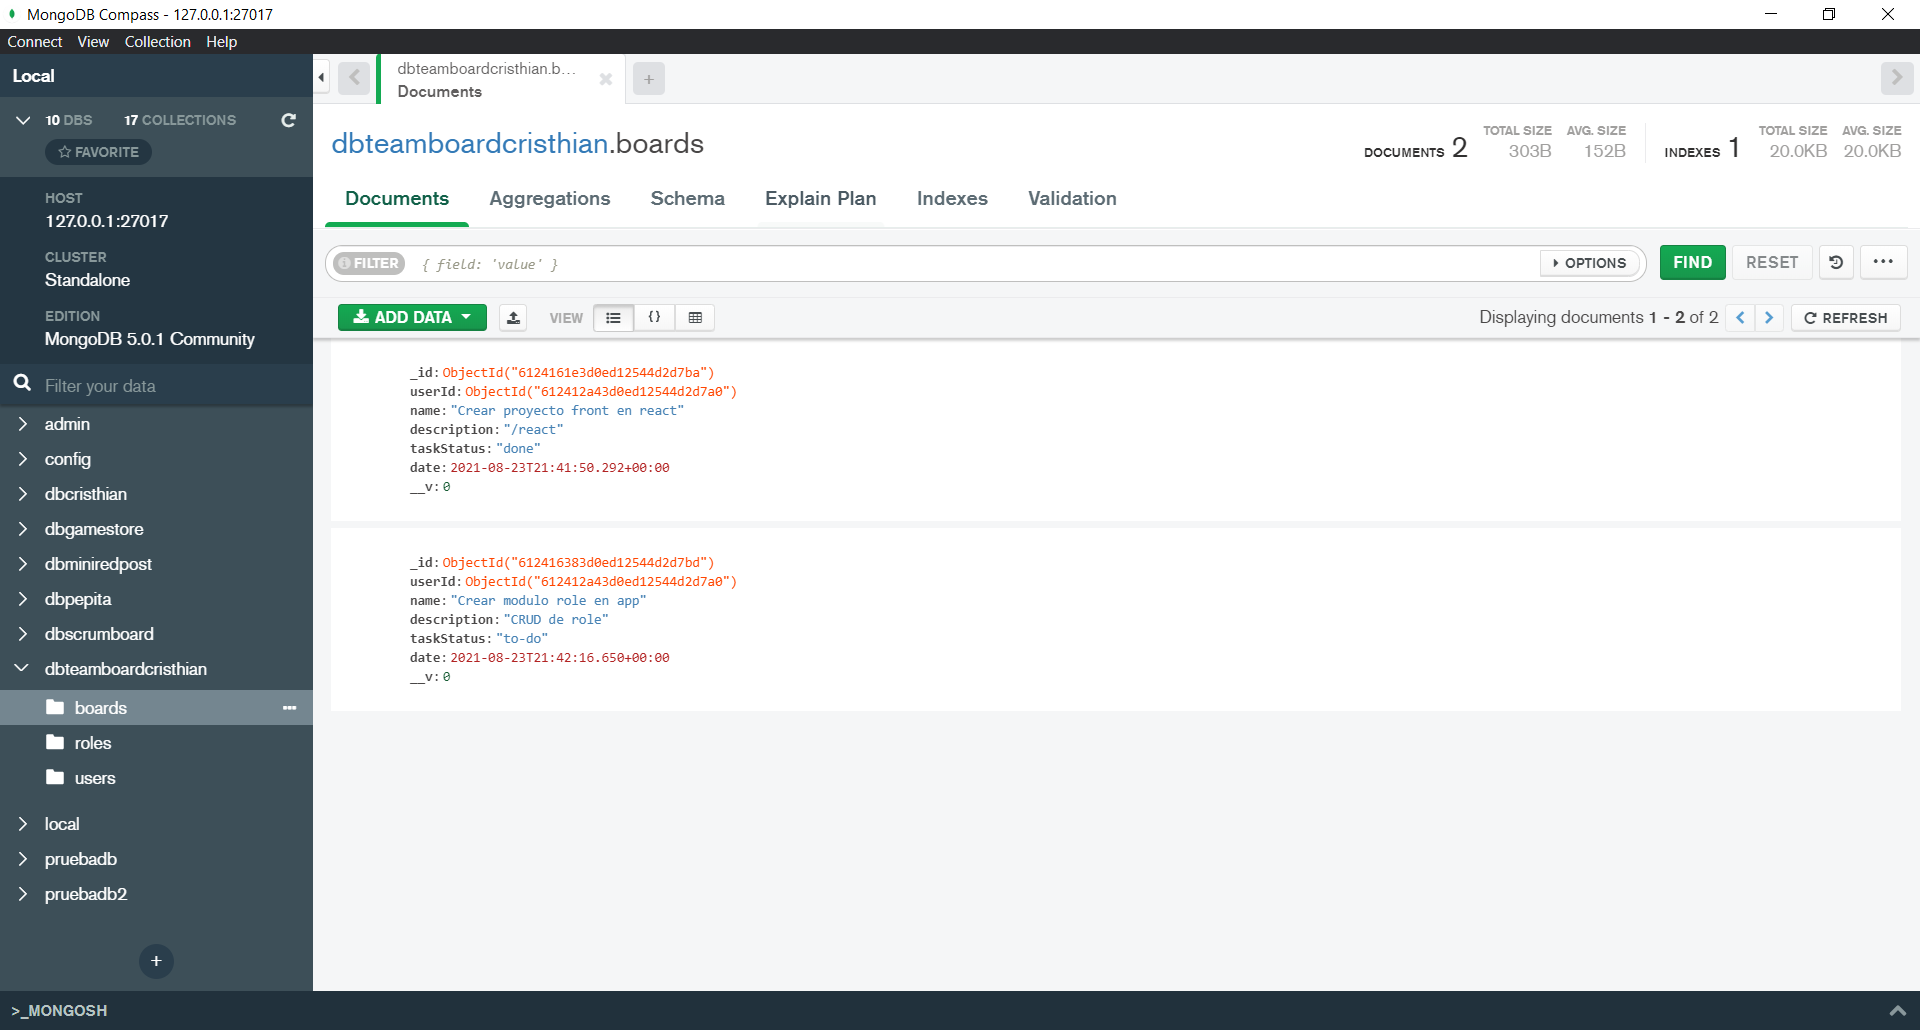 MongoDB Compass - 127.0.0.1:27017
Connect View Collection Help
Local
10 DBS 17 COLLECTIONS
FAVORITE
HOST
127.0.0.1:27017
CLUSTER
Standalone
EDITION
MongoDB 5.0.1 Community
Filter your data
admin
config
dbcristhian
dbgamestore
dbminiredpost
dbpepita
dbscrumboard
dbteamboardcristhian
boards
roles
users
local
pruebadb
pruebadb2
+
dbteamboardcristhian.b...
Documents
+
dbteamboardcristhian.boards
DOCUMENTS 2 TOTAL SIZE 303B AVG. SIZE 152B INDEXES 1 TOTAL SIZE 20.0KB AVG. SIZE 20.0KB
Documents Aggregations Schema Explain Plan Indexes Validation
FILTER { field: 'value' } OPTIONS FIND RESET ...
ADD DATA VIEW {} Displaying documents 1 - 2 of 2 REFRESH
_id: ObjectId("6124161e3d0ed12544d2d7ba")
userId: ObjectId("612412a43d0ed12544d2d7a0")
name: "Crear proyecto front en react"
description: "/react"
taskStatus: "done"
date: 2021-08-23T21:41:50.292+00:00
__v: 0
_id: ObjectId("612416383d0ed12544d2d7bd")
userId: ObjectId("612412a43d0ed12544d2d7a0")
name: "Crear modulo role en app"
description: "CRUD de role"
taskStatus: "to-do"
date: 2021-08-23T21:42:16.650+00:00
__v: 0
>_MONGOSH